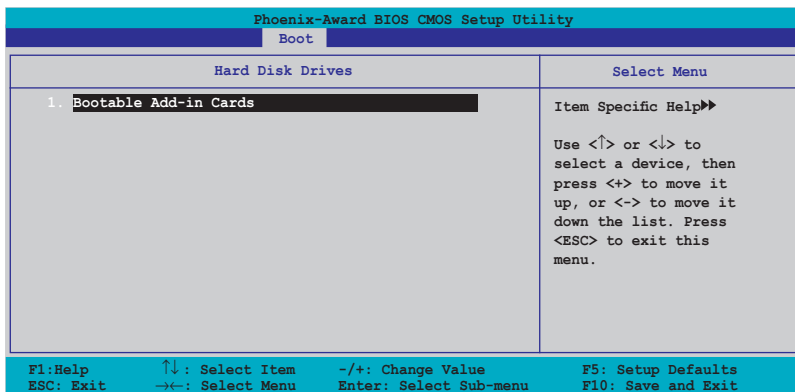 Phoenix-Award BIOS CMOS Setup Utility
Boot
Hard Disk Drives
Select Menu
1. Bootable Add-in Cards
Item Specific Help▶▶
Use <↑> or <↓> to
select a device, then
press <+> to move it
up, or <-> to move it
down the list. Press
<ESC> to exit this
menu.
F1:Help ↑↓ : Select Item -/+: Change Value F5: Setup Defaults
ESC: Exit →←: Select Menu Enter: Select Sub-menu F10: Save and Exit